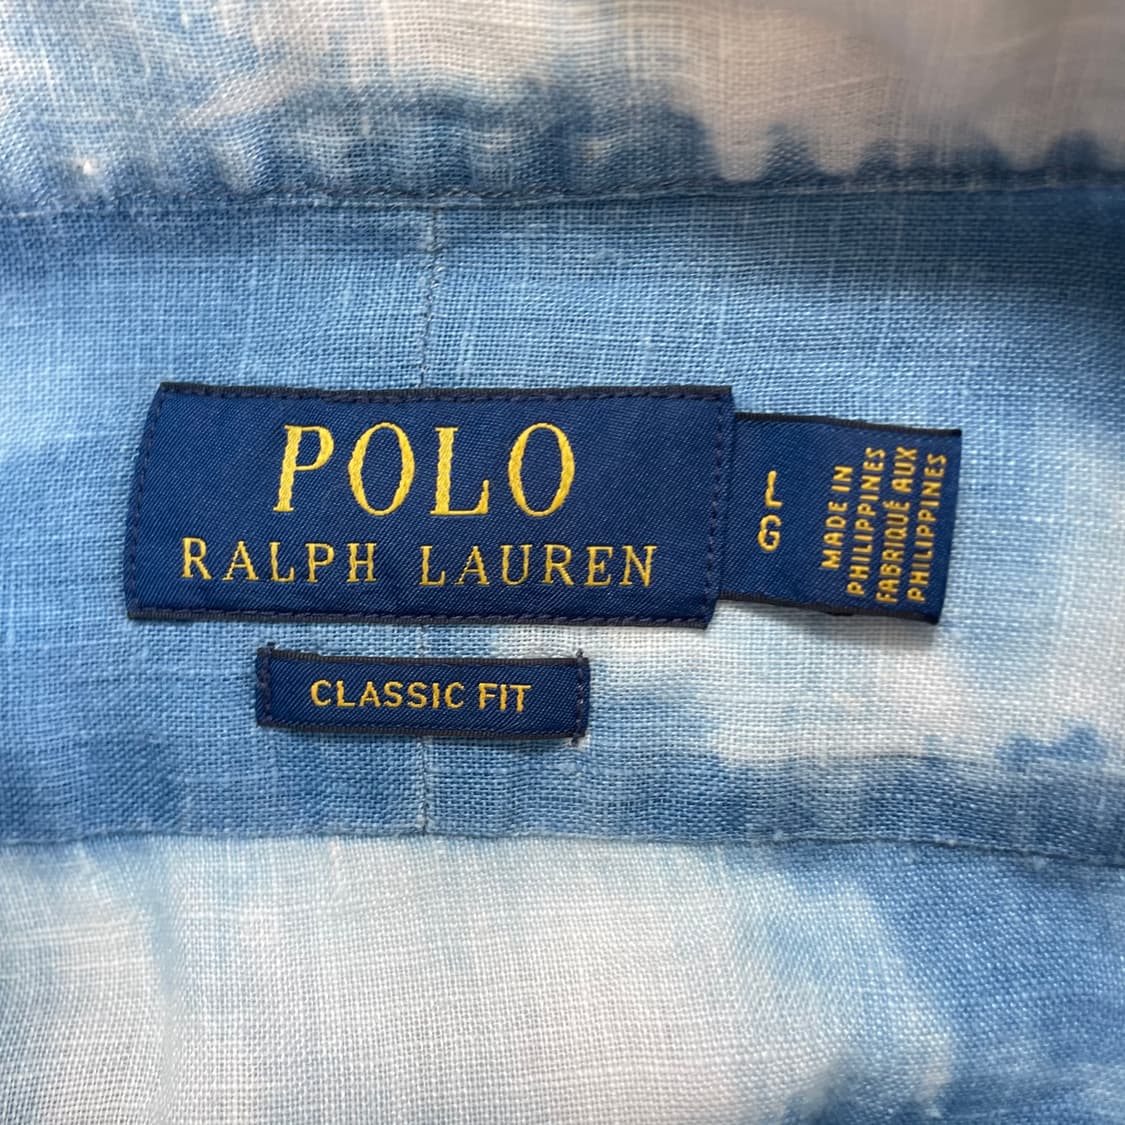 POLO
RALPH LAUREN
L
G
MADE IN
PHILIPPINES
FABRIQUÉ AUX
PHILIPPINES
CLASSIC FIT